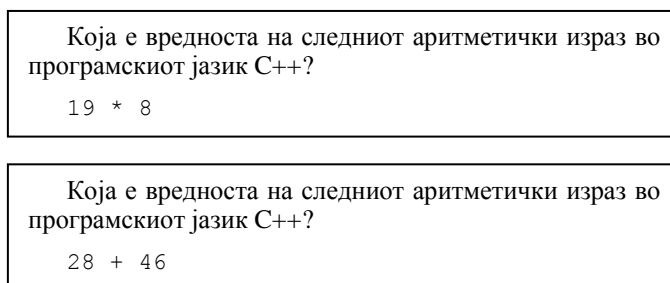 Која е вредноста на следниот аритметички израз во
програмскиот јазик C++?
19 * 8
Која е вредноста на следниот аритметички израз во
програмскиот јазик C++?
28 + 46